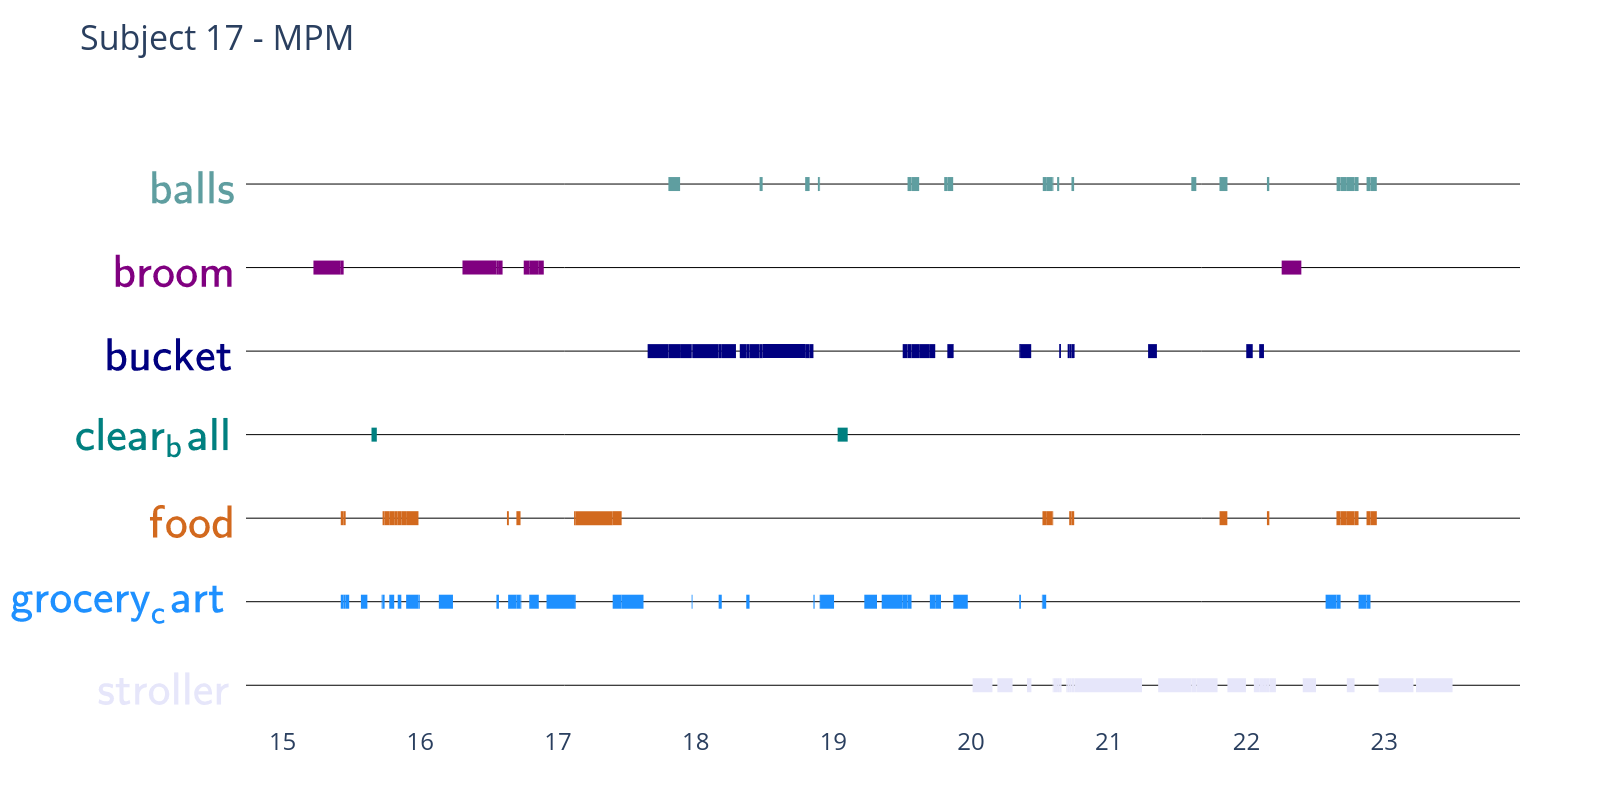 Subject 17 - MPM
balls
broom
bucket
clear_ball
food
grocery_cart
stroller
15 16 17 18 19 20 21 22 23